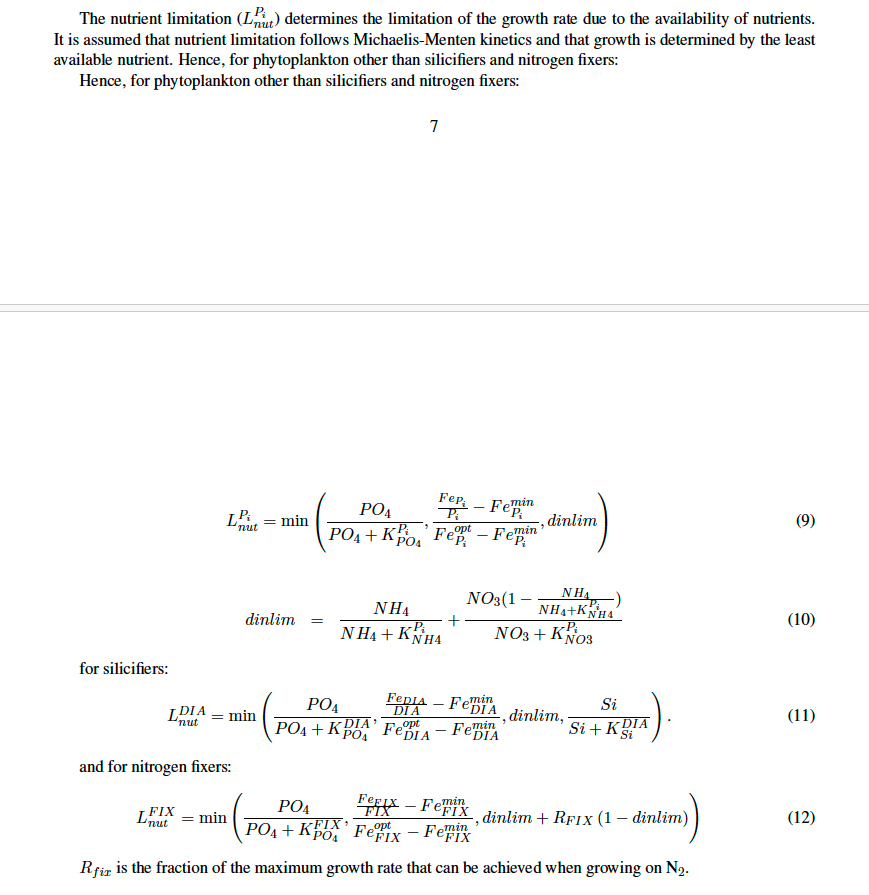 The nutrient limitation (L_{nut}^{P_i}) determines the limitation of the growth rate due to the availability of nutrients.
It is assumed that nutrient limitation follows Michaelis-Menten kinetics and that growth is determined by the least
available nutrient. Hence, for phytoplankton other than silicifiers and nitrogen fixers:
Hence, for phytoplankton other than silicifiers and nitrogen fixers:
7
L_{nut}^{P_i} = \min \left( \frac{PO_4}{PO_4 + K_{PO_4}^{P_i}}, \frac{\frac{Fe_{P_i}}{P_i} - Fe_{P_i}^{min}}{Fe_{P_i}^{opt} - Fe_{P_i}^{min}}, dinlim \right) (9)
dinlim = \frac{NH_4}{NH_4 + K_{NH4}^{P_i}} + \frac{NO_3(1 - \frac{NH_4}{NH_4 + K_{NH4}^{P_i}})}{NO_3 + K_{NO3}^{P_i}} (10)
for silicifiers:
L_{nut}^{DIA} = \min \left( \frac{PO_4}{PO_4 + K_{PO_4}^{DIA}}, \frac{\frac{Fe_{DIA}}{DIA} - Fe_{DIA}^{min}}{Fe_{DIA}^{opt} - Fe_{DIA}^{min}}, dinlim, \frac{Si}{Si + K_{Si}^{DIA}} \right). (11)
and for nitrogen fixers:
L_{nut}^{FIX} = \min \left( \frac{PO_4}{PO_4 + K_{PO_4}^{FIX}}, \frac{\frac{Fe_{FIX}}{FIX} - Fe_{FIX}^{min}}{Fe_{FIX}^{opt} - Fe_{FIX}^{min}}, dinlim + R_{FIX} (1 - dinlim) \right) (12)
R_{fix} is the fraction of the maximum growth rate that can be achieved when growing on N_2.